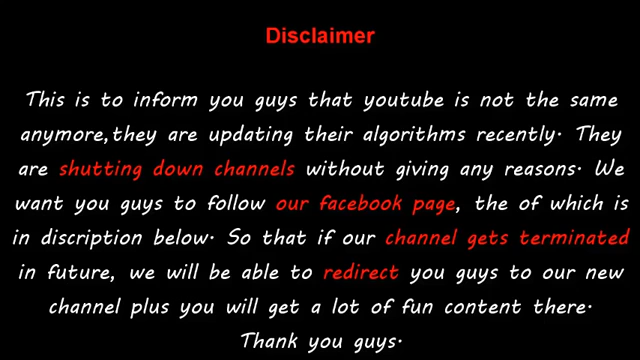 Disclaimer
This is to inform you guys that youtube is not the same
anymore,they are updating their algorithms recently. They
are shutting down channels without giving any reasons. We
want you guys to follow our facebook page, the of which is
in discription below. So that if our channel gets terminated
in future, we will be able to redirect you guys to our new
channel plus you will get a lot of fun content there.
Thank you guys.